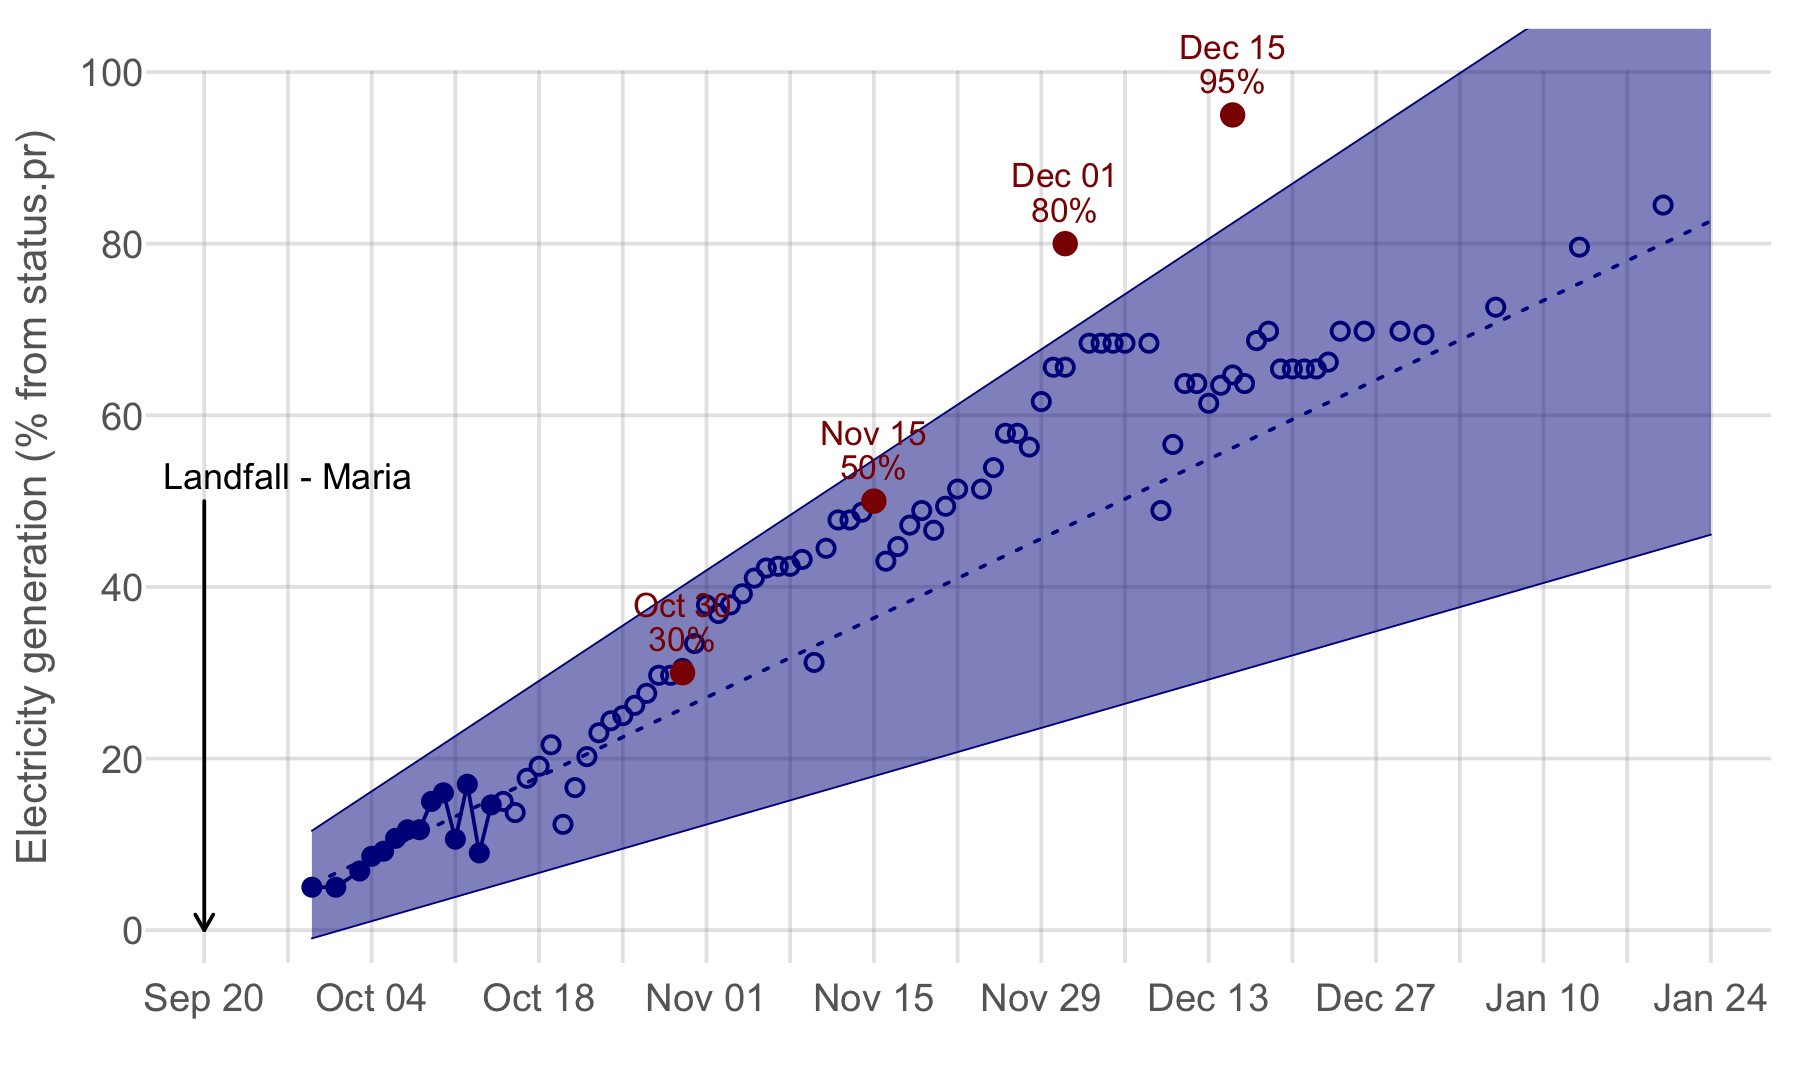 Electricity generation (% from status.pr)
100
80
60
40
20
0
Landfall - Maria
Oct 30
30%
Nov 15
50%
Dec 01
80%
Dec 15
95%
Sep 20
Oct 04
Oct 18
Nov 01
Nov 15
Nov 29
Dec 13
Dec 27
Jan 10
Jan 24